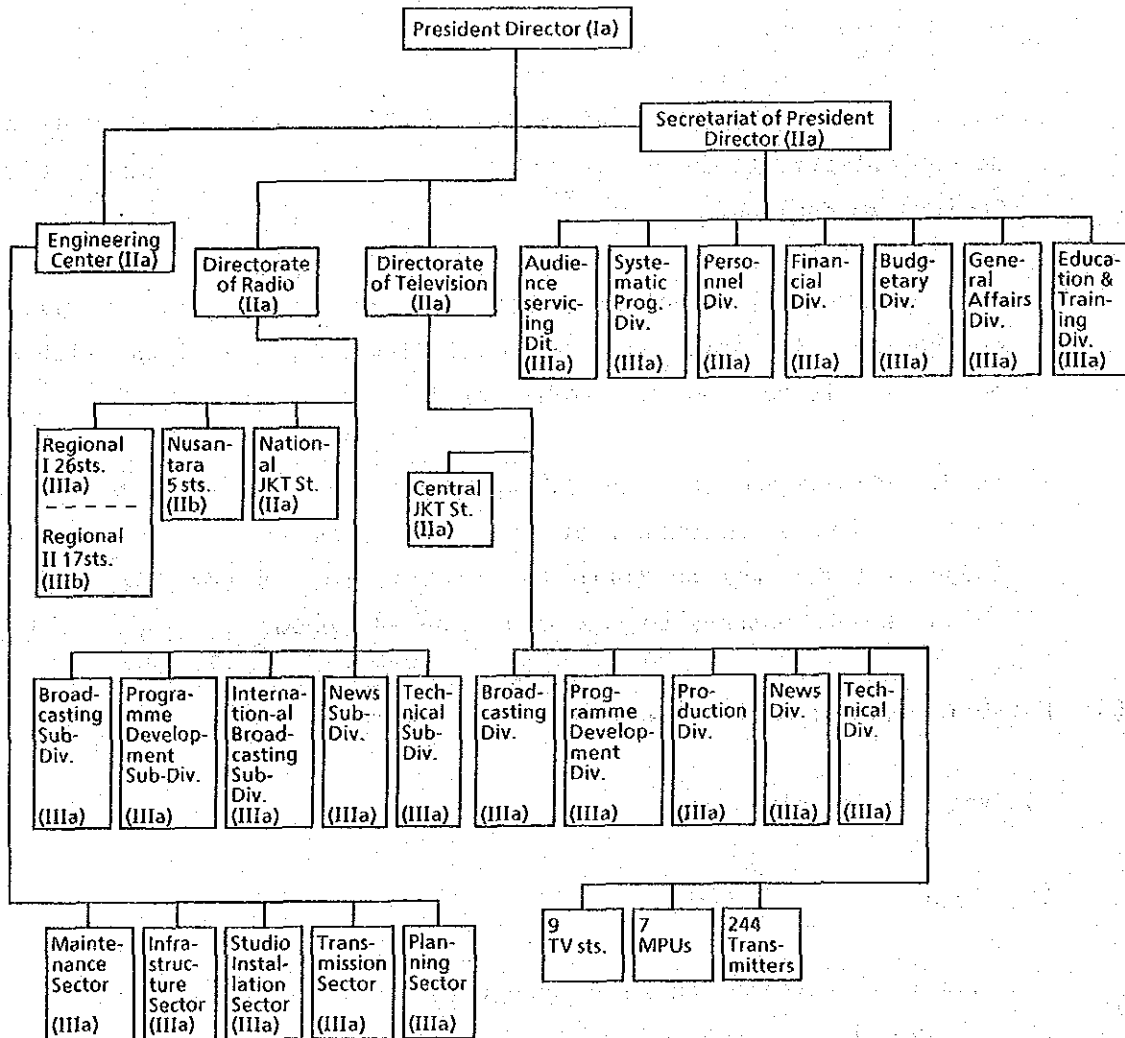 President Director (Ia)
Secretariat of President
Director (IIa)
Engineering
Center (IIa)
Directorate
of Radio
(IIa)
Directorate
of Television
(IIa)
Audie-
nce
servic-
ing
Dit.
(IIIa)
Syste-
matic
Prog.
Div.
(IIIa)
Perso-
nnel
Div.
(IIIa)
Finan-
cial
Div.
(IIIa)
Budg-
etary
Div.
(IIIa)
Gene-
ral
Affairs
Div.
(IIIa)
Educa-
tion &
Train-
ing
Div.
(IIIa)
Regional
I 26sts.
(IIIa)
Regional
II 17sts.
(IIIb)
Nusan-
tara
5 sts.
(IIb)
Nation-
al
JKT St.
(IIa)
Central
JKT St.
(IIa)
Broad-
casting
Sub-
Div.
(IIIa)
Progra-
mme
Develop-
ment
Sub-Div.
(IIIa)
Interna-
tion-al
Broad-
casting
Sub-
Div.
(IIIa)
News
Sub-
Div.
(IIIa)
Tech-
nical
Sub-
Div.
(IIIa)
Broad-
casting
Div.
(IIIa)
Prog-
ramme
Develop-
ment
Div.
(IIIa)
Pro-
duction
Div.
(IIIa)
News
Div.
(IIIa)
Tech-
nical
Div.
(IIIa)
9
TV sts.
7
MPUs
244
Trans-
mitters
Mainte-
nance
Sector
(IIIa)
Infra-
struc-
ture
Sector
(IIIa)
Studio
Instal-
lation
Sector
(IIIa)
Trans-
mission
Sector
(IIIa)
Plan-
ning
Sector
(IIIa)